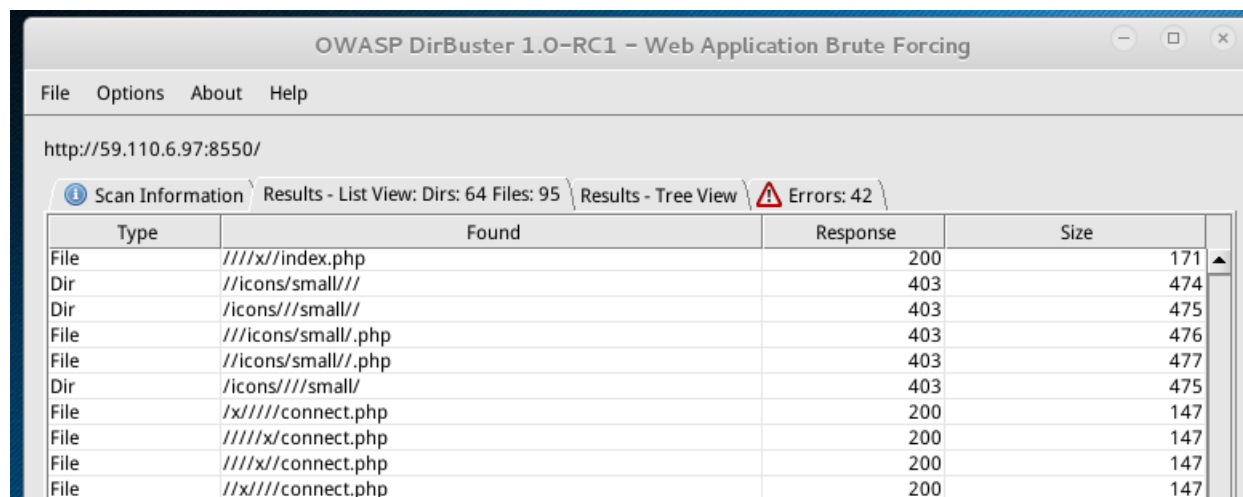 OWASP DirBuster 1.0-RC1 - Web Application Brute Forcing
File Options About Help
http://59.110.6.97:8550/
Scan Information Results - List View: Dirs: 64 Files: 95 Results - Tree View Errors: 42
Type Found Response Size
File ////x//index.php 200 171
Dir //icons/small/// 403 474
Dir /icons///small// 403 475
File ///icons/small/.php 403 476
File //icons/small//.php 403 477
Dir /icons////small/ 403 475
File /x/////connect.php 200 147
File /////x/connect.php 200 147
File ////x//connect.php 200 147
File //x////connect.php 200 147